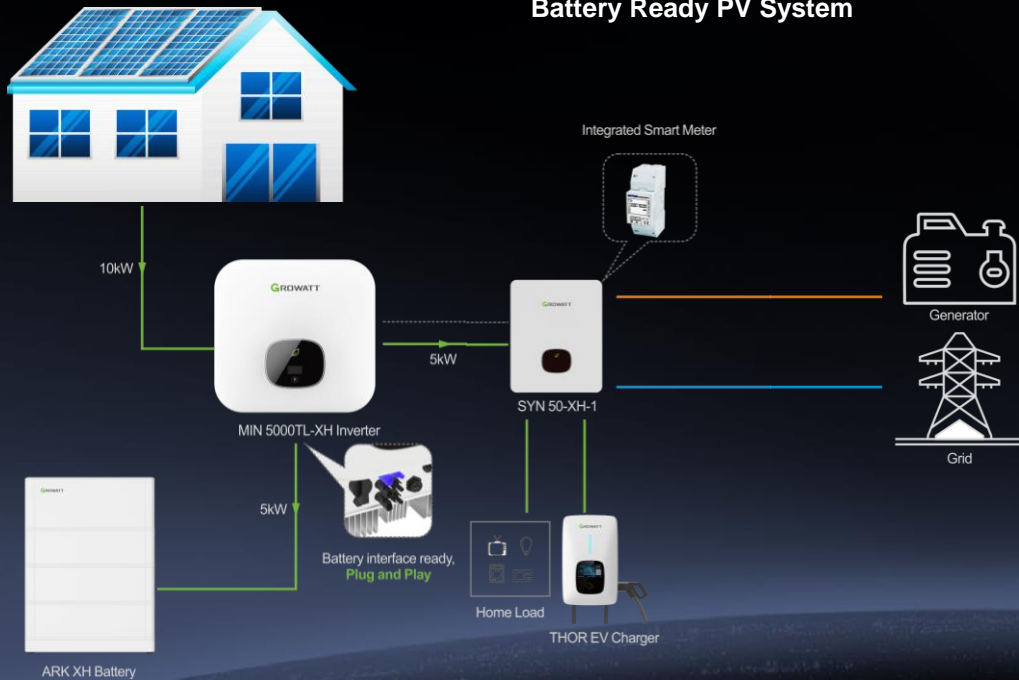 Battery Ready PV System
Integrated Smart Meter
10kW
GROWATT
GROWATT
Generator
5kW
SYN 50-XH-1
MIN 5000TL-XH Inverter
Grid
GROWATT
5kW
GROWATT
Battery interface ready,
Plug and Play
Home Load
THOR EV Charger
ARK XH Battery